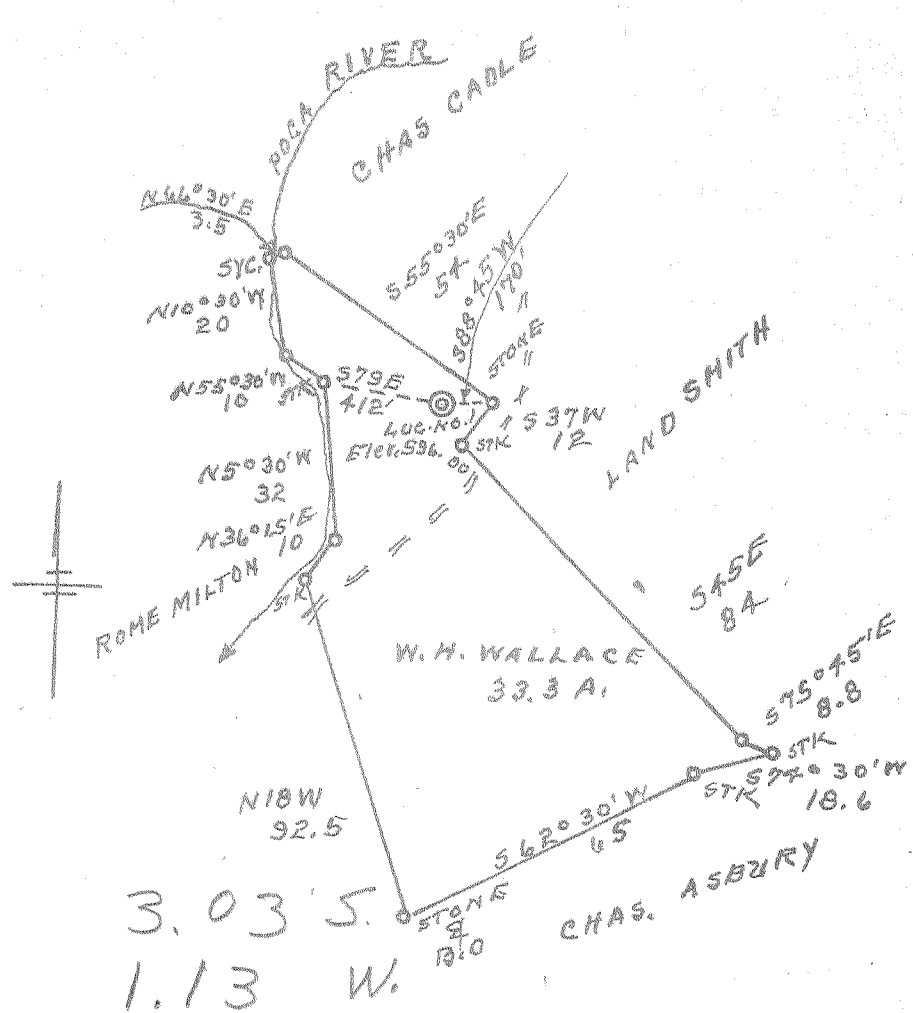 POCA RIVER
CHAS CADLE
N46°30'E
3.5
SYC.
S55°30'E
54
S88°45'W
170'
N10°30'W
20
STONE
N55°30'W
10
STK
S79E
412'
LOC. NO. 1
Elev. 596.
X
S37W
12
STK
LAND SMITH
N5°30'W
32
N36°15'E
10
STK
ROME MILTON
S45E
84
W. H. WALLACE
33.3 A.
S75°45'E
8.8
STK
S74°30'W
18.6
STK
N18W
92.5
S62°30'W
65
STONE
&
B.O
CHAS. ASBURY
3.03 S.
1.13 W.